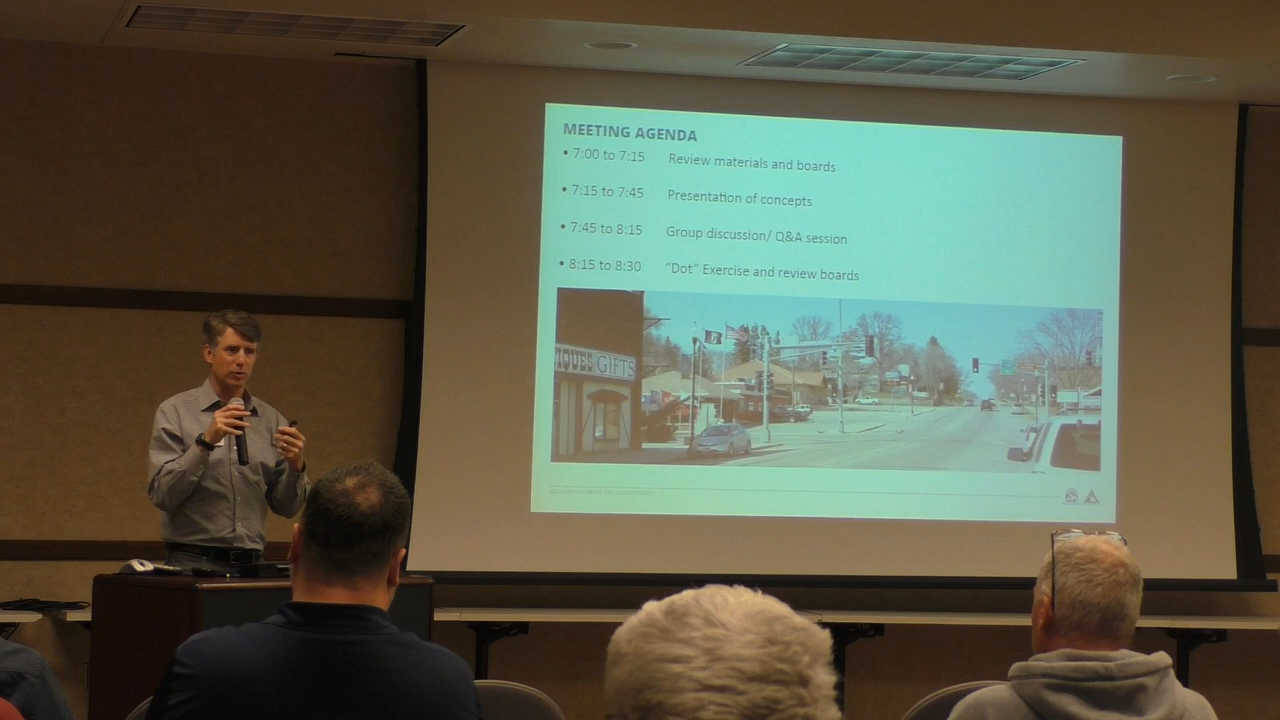 MEETING AGENDA
• 7:00 to 7:15 Review materials and boards
• 7:15 to 7:45 Presentation of concepts
• 7:45 to 8:15 Group discussion/ Q&A session
• 8:15 to 8:30 “Dot” Exercise and review boards
IQUES GIFTS